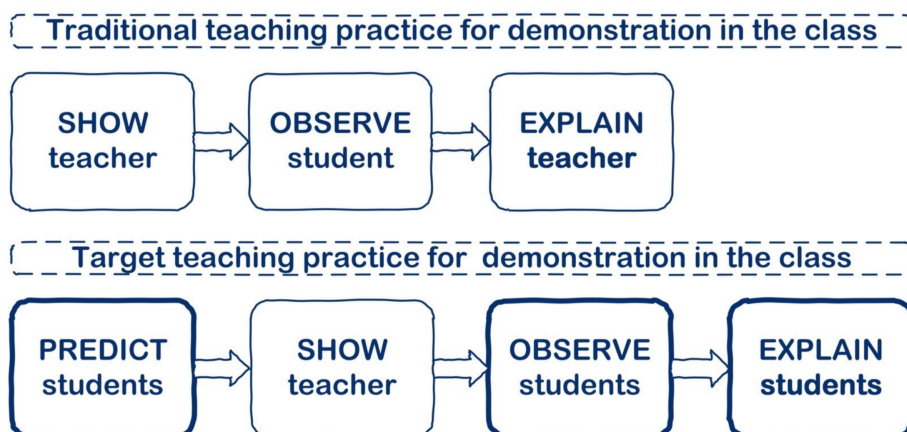 Traditional teaching practice for demonstration in the class
SHOW
teacher
OBSERVE
student
EXPLAIN
teacher
Target teaching practice for demonstration in the class
PREDICT
students
SHOW
teacher
OBSERVE
students
EXPLAIN
students